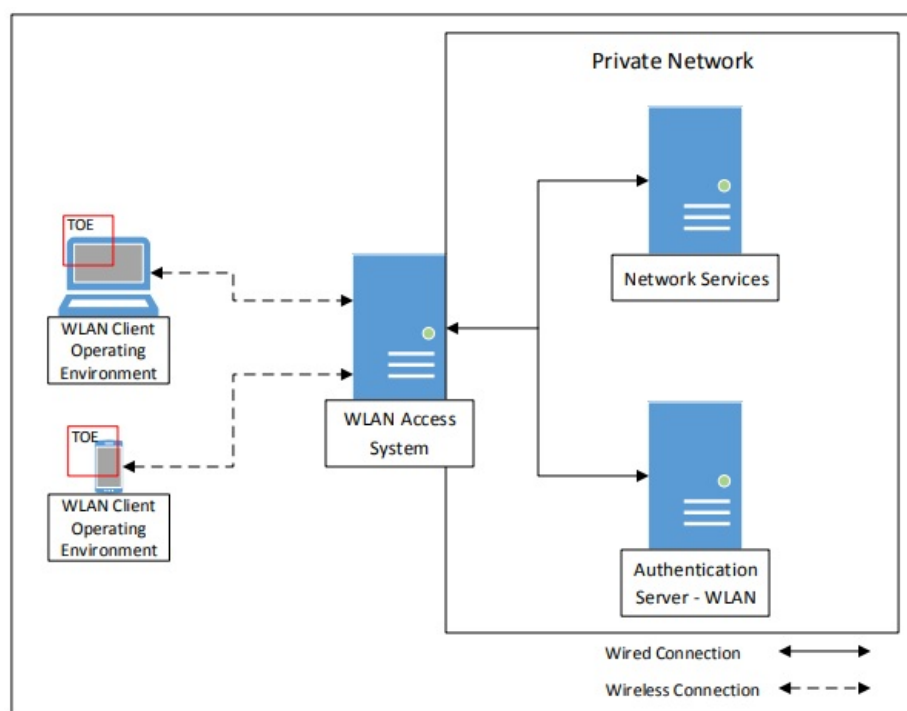 Private Network
TOE
WLAN Client
Operating
Environment
TOE
WLAN Client
Operating
Environment
WLAN Access
System
Network Services
Authentication
Server - WLAN
Wired Connection
Wireless Connection